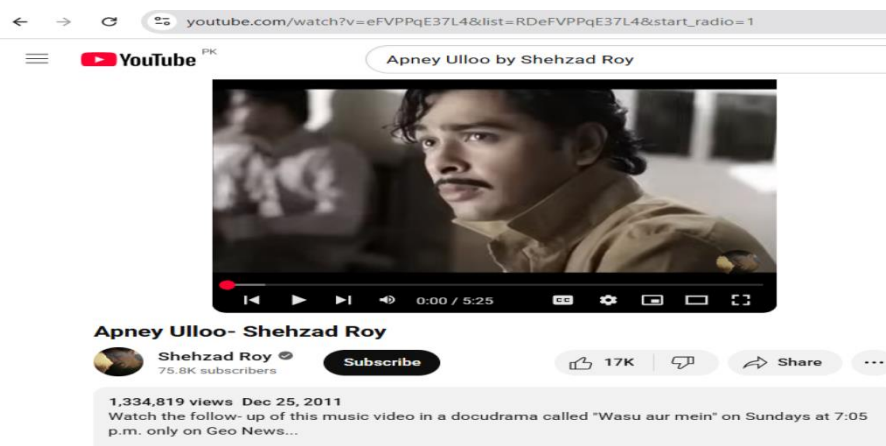 youtube.com/watch?v=eFVPPqE37L4&list=RDeFVPPqE37L4&start_radio=1
YouTube PK
Apney Ulloo by Shehzad Roy
0:00 / 5:25
CC
Apney Ulloo- Shehzad Roy
Shehzad Roy
75.8K subscribers
Subscribe
17K
Share
1,334,819 views Dec 25, 2011
Watch the follow- up of this music video in a docudrama called "Wasu aur mein" on Sundays at 7:05
p.m. only on Geo News...